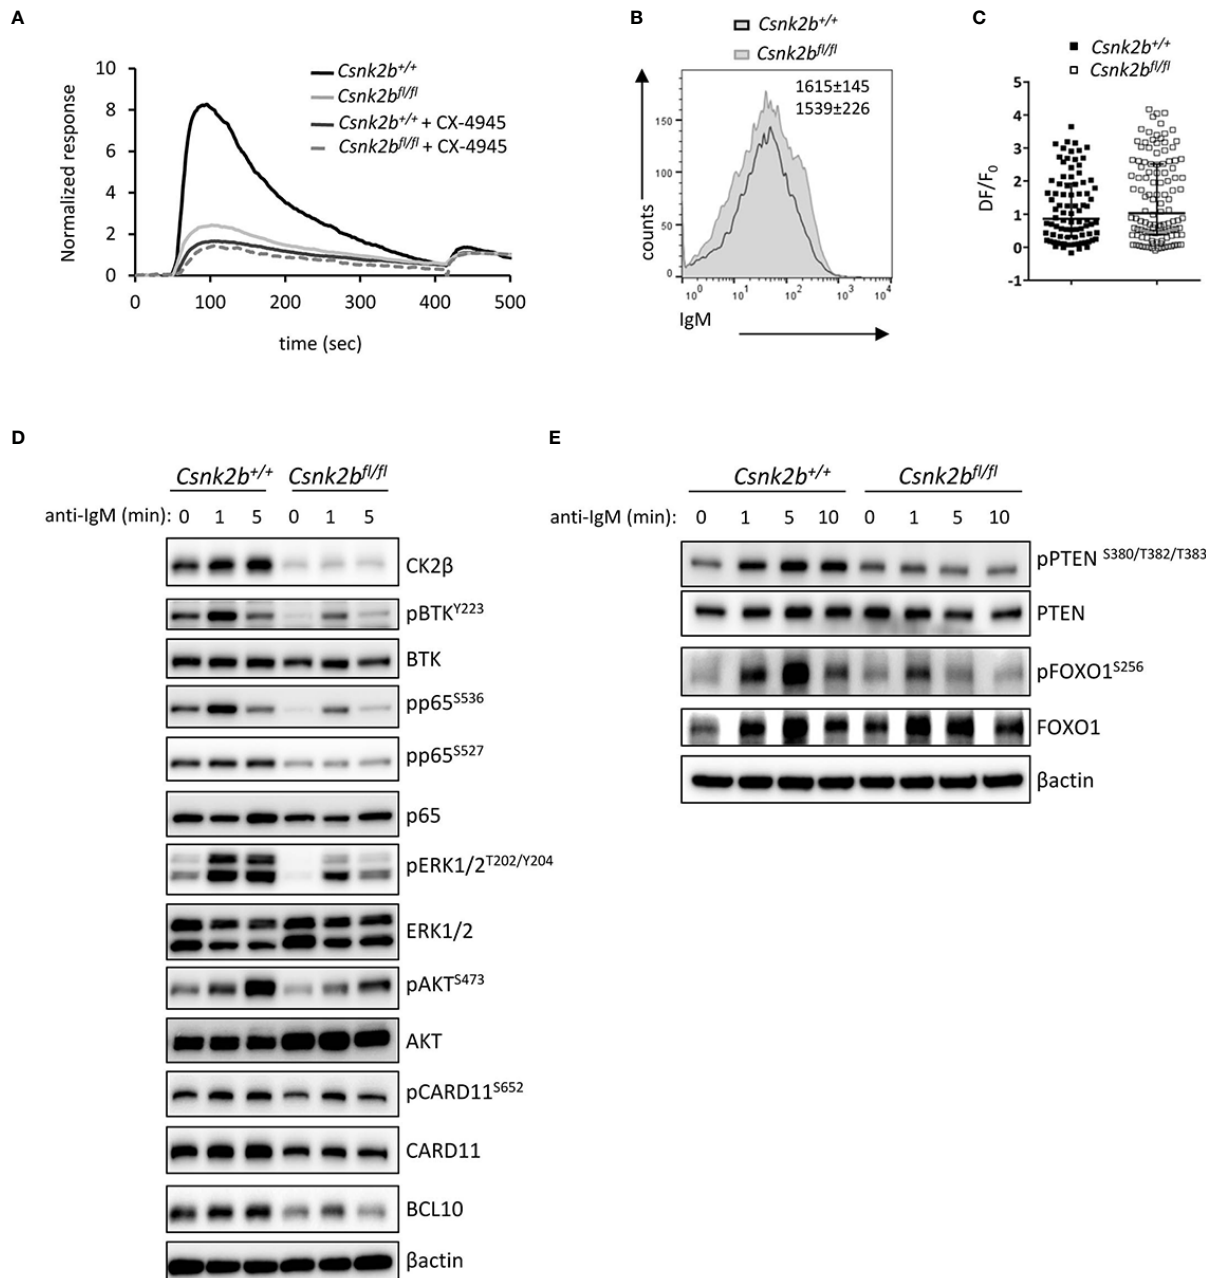 A
Normalized response
10
8
6
4
2
0
0 100 200 300 400 500
time (sec)
Csnk2b+/+
Csnk2bfl/fl
Csnk2b+/+ + CX-4945
Csnk2bfl/fl + CX-4945
B
Csnk2b+/+
Csnk2bfl/fl
1615±145
1539±226
counts
150
100
50
0
10^0 10^1 10^2 10^3 10^4
IgM
C
Csnk2b+/+
Csnk2bfl/fl
DF/F0
5
4
3
2
1
0
-1
D
Csnk2b+/+ Csnk2bfl/fl
anti-IgM (min): 0 1 5 0 1 5
CK2β
pBTKY223
BTK
pp65S536
pp65S527
p65
pERK1/2T202/Y204
ERK1/2
pAKTS473
AKT
pCARD11S652
CARD11
BCL10
βactin
E
Csnk2b+/+ Csnk2bfl/fl
anti-IgM (min): 0 1 5 10 0 1 5 10
pPTEN S380/T382/T383
PTEN
pFOXO1S256
FOXO1
βactin